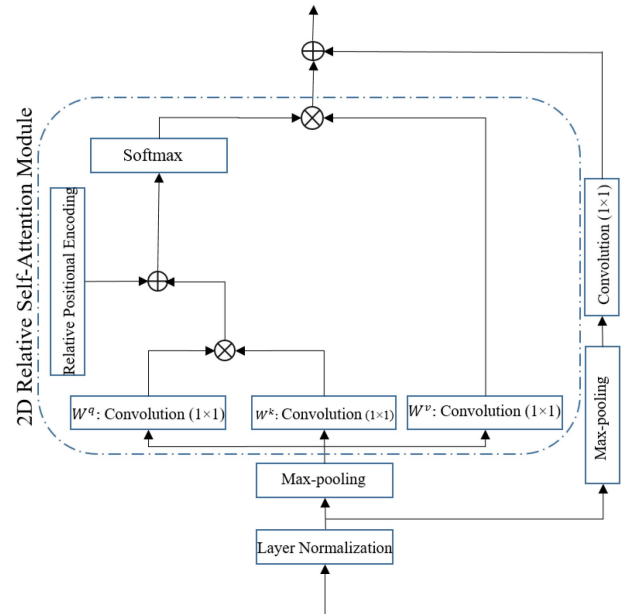 2D Relative Self-Attention Module
Softmax
Relative Positional Encoding
Convolution (1×1)
W^q: Convolution (1×1)
W^k: Convolution (1×1)
W^v: Convolution (1×1)
Max-pooling
Max-pooling
Layer Normalization